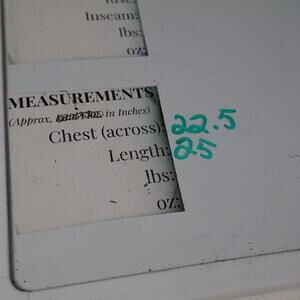 Inseam:
lbs:
oz:
MEASUREMENTS
(Approx, in Inches)
Chest (across): 22.5
Length: 25
lbs:
oz: